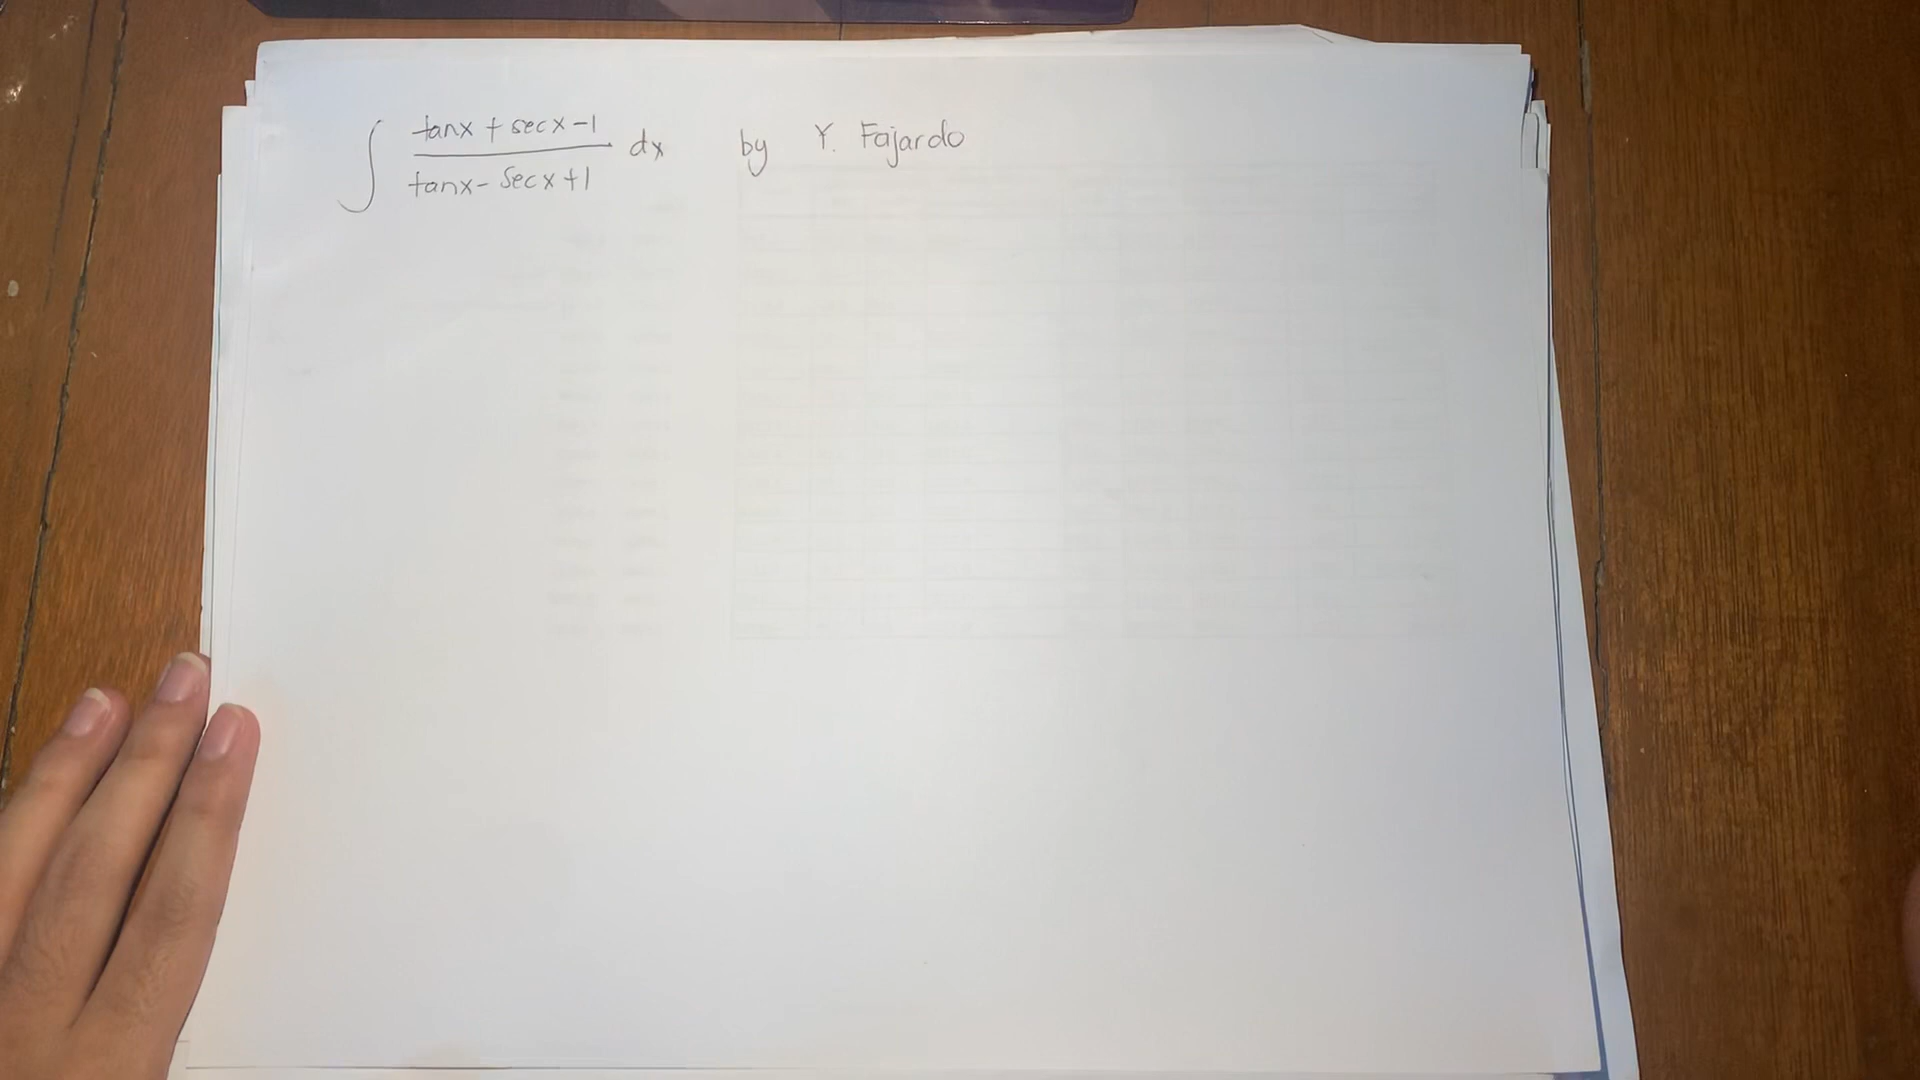 ∫ (tanx + secx - 1)/(tanx - secx + 1) dx by Y. Fajardo